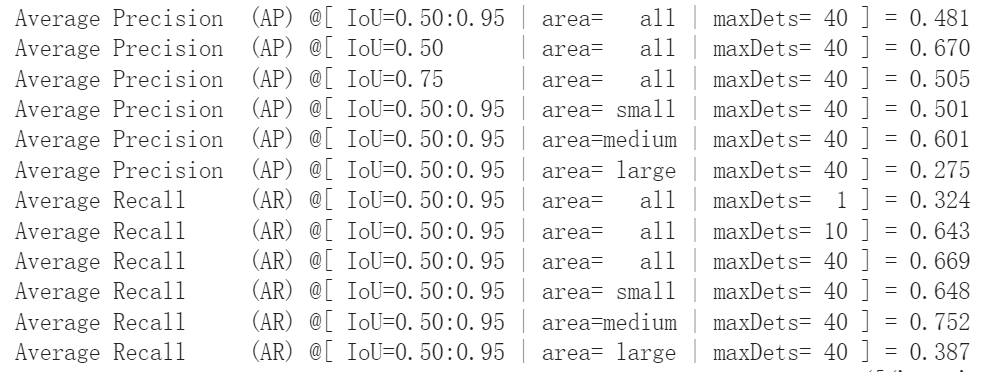 Average Precision  (AP) @[ IoU=0.50:0.95 | area=   all | maxDets= 40 ] = 0.481
Average Precision  (AP) @[ IoU=0.50      | area=   all | maxDets= 40 ] = 0.670
Average Precision  (AP) @[ IoU=0.75      | area=   all | maxDets= 40 ] = 0.505
Average Precision  (AP) @[ IoU=0.50:0.95 | area= small | maxDets= 40 ] = 0.501
Average Precision  (AP) @[ IoU=0.50:0.95 | area=medium | maxDets= 40 ] = 0.601
Average Precision  (AP) @[ IoU=0.50:0.95 | area= large | maxDets= 40 ] = 0.275
Average Recall     (AR) @[ IoU=0.50:0.95 | area=   all | maxDets=  1 ] = 0.324
Average Recall     (AR) @[ IoU=0.50:0.95 | area=   all | maxDets= 10 ] = 0.643
Average Recall     (AR) @[ IoU=0.50:0.95 | area=   all | maxDets= 40 ] = 0.669
Average Recall     (AR) @[ IoU=0.50:0.95 | area= small | maxDets= 40 ] = 0.648
Average Recall     (AR) @[ IoU=0.50:0.95 | area=medium | maxDets= 40 ] = 0.752
Average Recall     (AR) @[ IoU=0.50:0.95 | area= large | maxDets= 40 ] = 0.387